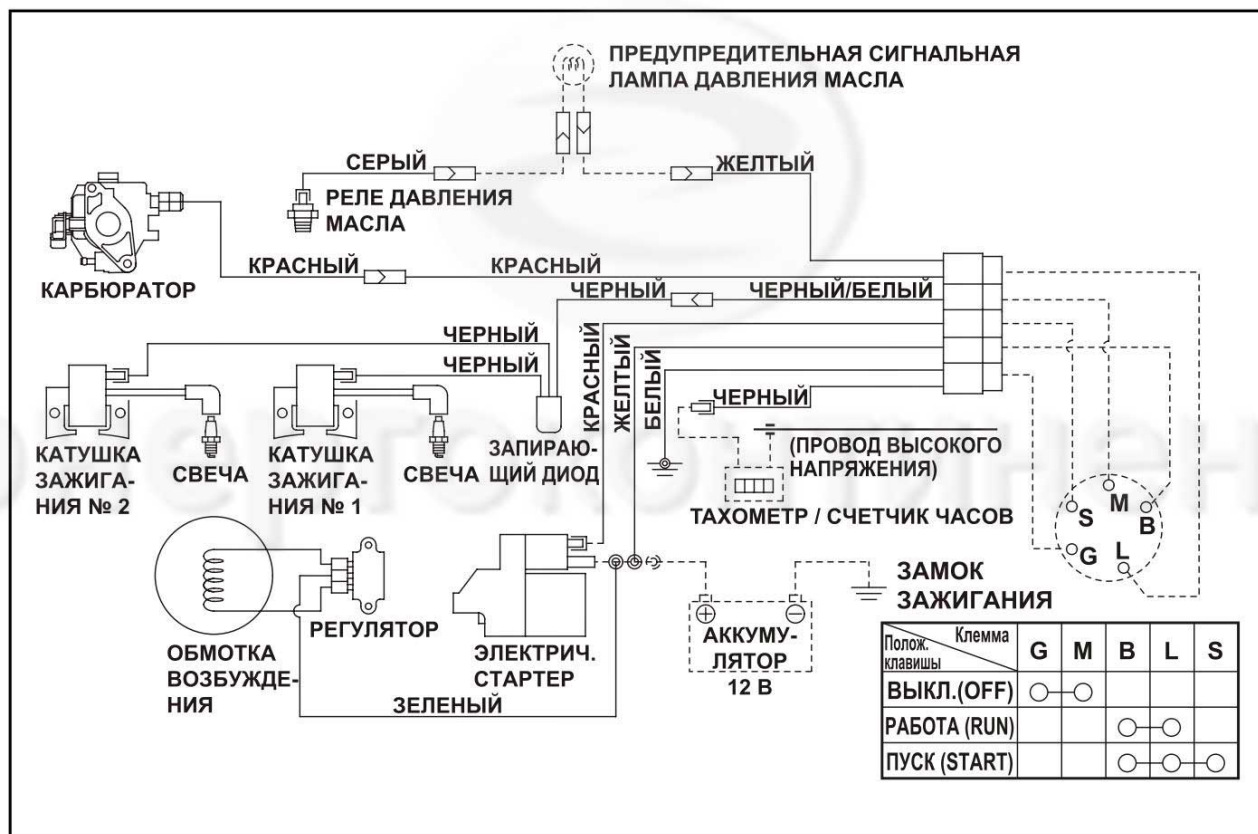 ПРЕДУПРЕДИТЕЛЬНАЯ СИГНАЛЬНАЯ
ЛАМПА ДАВЛЕНИЯ МАСЛА
СЕРЫЙ
ЖЕЛТЫЙ
РЕЛЕ ДАВЛЕНИЯ
МАСЛА
КАРБЮРАТОР
КРАСНЫЙ
КРАСНЫЙ
ЧЕРНЫЙ
ЧЕРНЫЙ/БЕЛЫЙ
ЧЕРНЫЙ
ЧЕРНЫЙ
КРАСНЫЙ
ЖЕЛТЫЙ
БЕЛЫЙ
ЧЕРНЫЙ
(ПРОВОД ВЫСОКОГО
НАПРЯЖЕНИЯ)
КАТУШКА
ЗАЖИГА-
НИЯ № 2
СВЕЧА
КАТУШКА
ЗАЖИГА-
НИЯ № 1
СВЕЧА
ЗАПИРАЮ-
ЩИЙ ДИОД
ТАХОМЕТР / СЧЕТЧИК ЧАСОВ
S
M
B
G
L
ОБМОТКА
ВОЗБУЖДЕ-
НИЯ
РЕГУЛЯТОР
ЭЛЕКТРИЧ.
СТАРТЕР
АККУМУ-
ЛЯТОР
12 В
ЗАМОК
ЗАЖИГАНИЯ
ЗЕЛЕНЫЙ
Полож. клавиши Клемма G M B L S
ВЫКЛ.(OFF)
РАБОТА (RUN)
ПУСК (START)